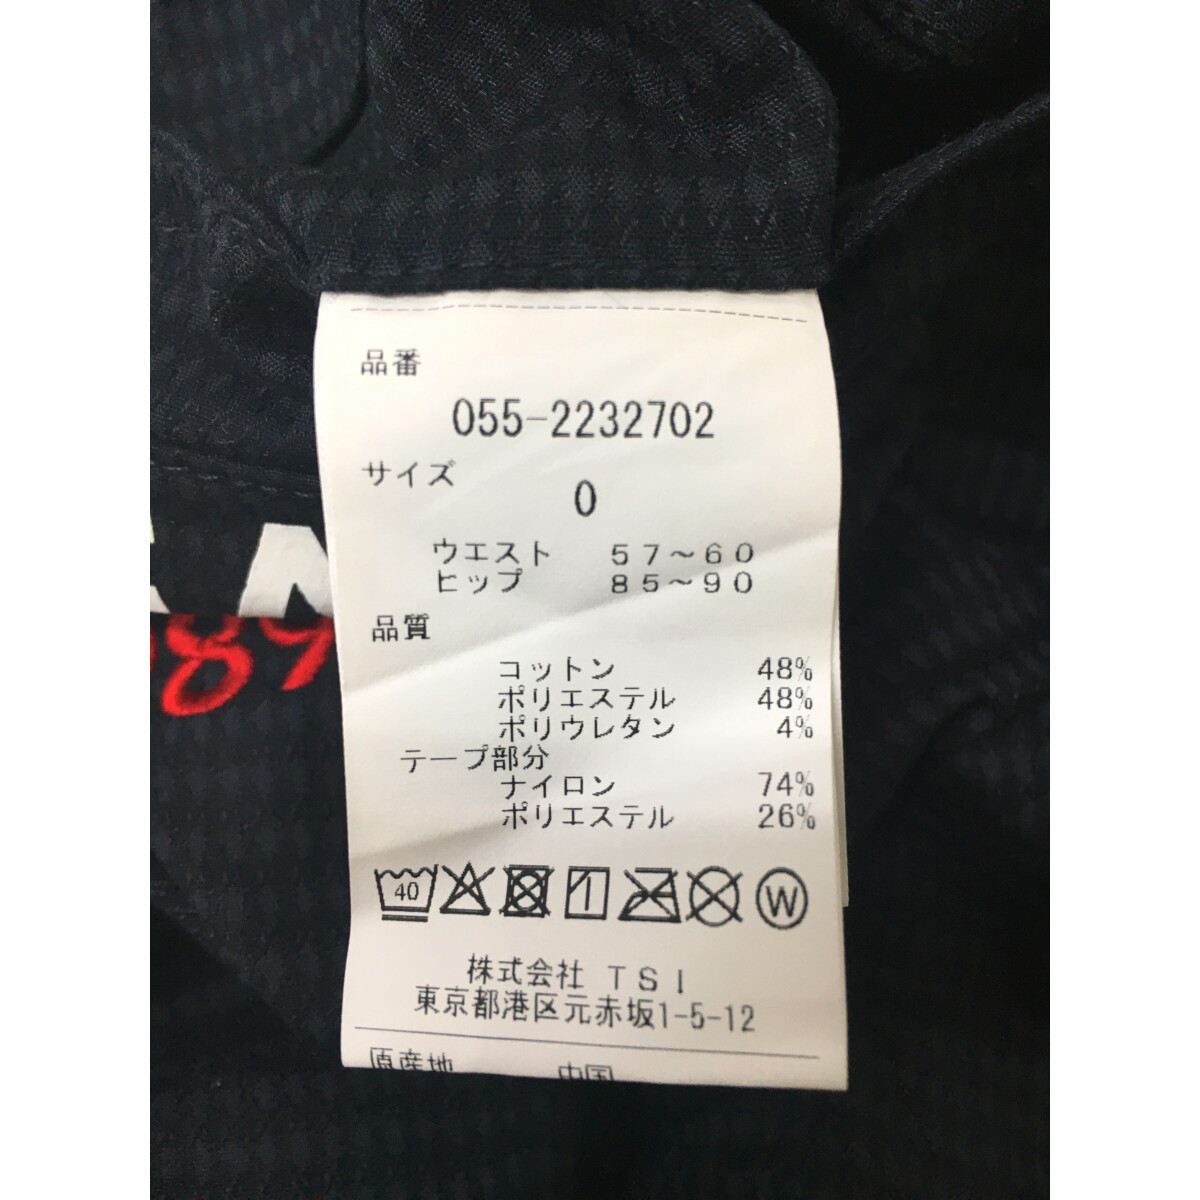 品番
055-2232702
サイズ
0
ウエスト 57～60
ヒップ 85～90
品質
コットン 48%
ポリエステル 48%
ポリウレタン 4%
テープ部分
ナイロン 74%
ポリエステル 26%
40
W
株式会社 TSI
東京都港区元赤坂1-5-12
原産地 中国
89